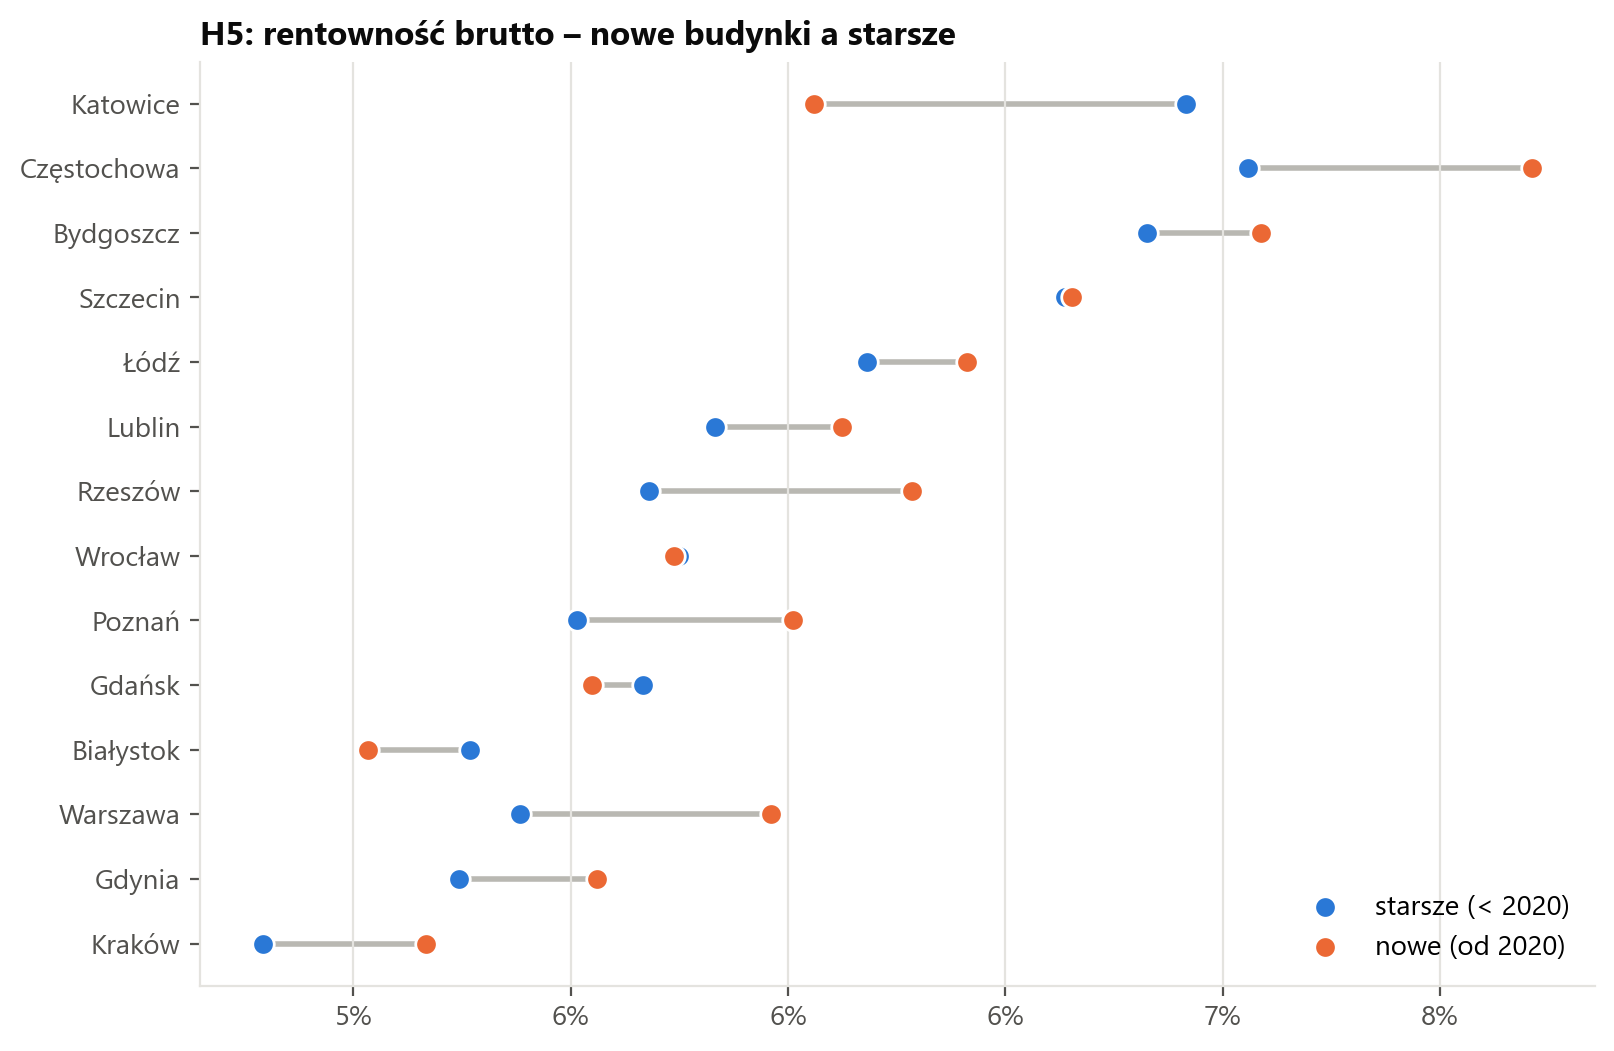 H5: rentowność brutto – nowe budynki a starsze
Katowice
Częstochowa
Bydgoszcz
Szczecin
Łódź
Lublin
Rzeszów
Wrocław
Poznań
Gdańsk
Białystok
Warszawa
Gdynia
Kraków
starsze (< 2020)
nowe (od 2020)
5% 6% 6% 6% 7% 8%